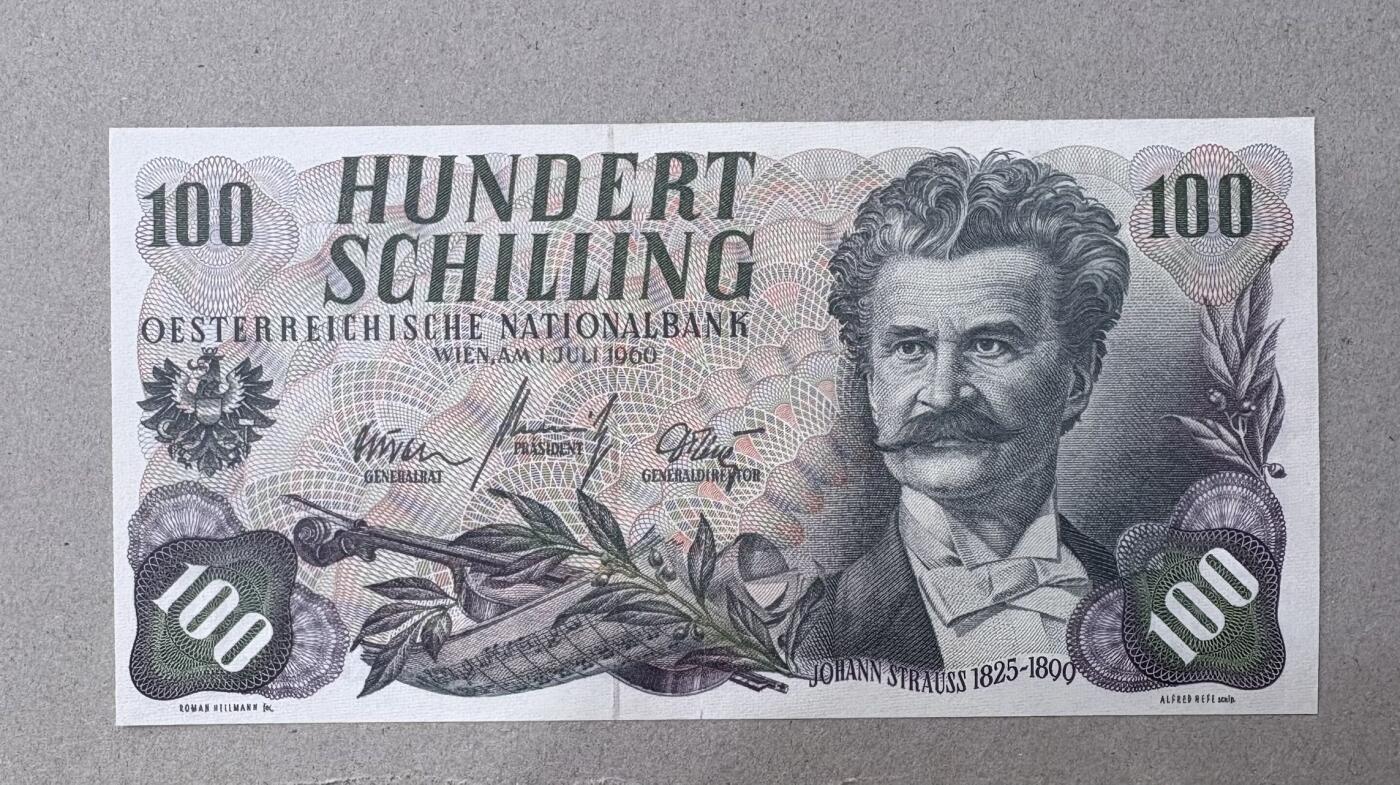 100
HUNDERT
SCHILLING
100
OESTERREICHISCHE NATIONALBANK
WIEN, AM 1. JULI 1960
GENERALRAT
PRÄSIDENT
GENERALDIREKTOR
100
JOHANN STRAUSS 1825-1899
100
ROMAN HELLMANN fec.
ALFRED NEFE sculp.